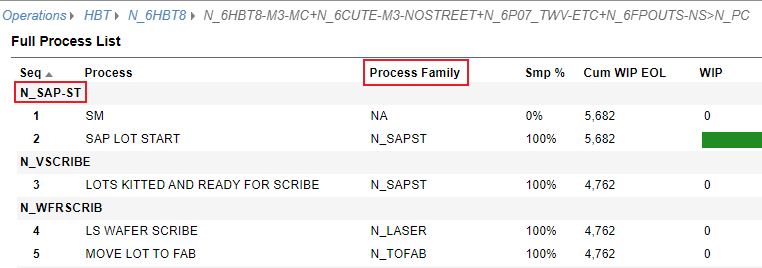 Operations › HBT › N_6HBT8 › N_6HBT8-M3-MC+N_6CUTE-M3-NOSTREET+N_6P07_TWV-ETC+N_6FPOUTS-NS>N_PC
Full Process List
Seq Process Process Family Smp % Cum WIP EOL WIP
N_SAP-ST
1 SM NA 0% 5,682 0
2 SAP LOT START N_SAPST 100% 5,682
N_VSCRIBE
3 LOTS KITTED AND READY FOR SCRIBE N_SAPST 100% 4,762 0
N_WFRSCRIB
4 LS WAFER SCRIBE N_LASER 100% 4,762 0
5 MOVE LOT TO FAB N_TOFAB 100% 4,762 0